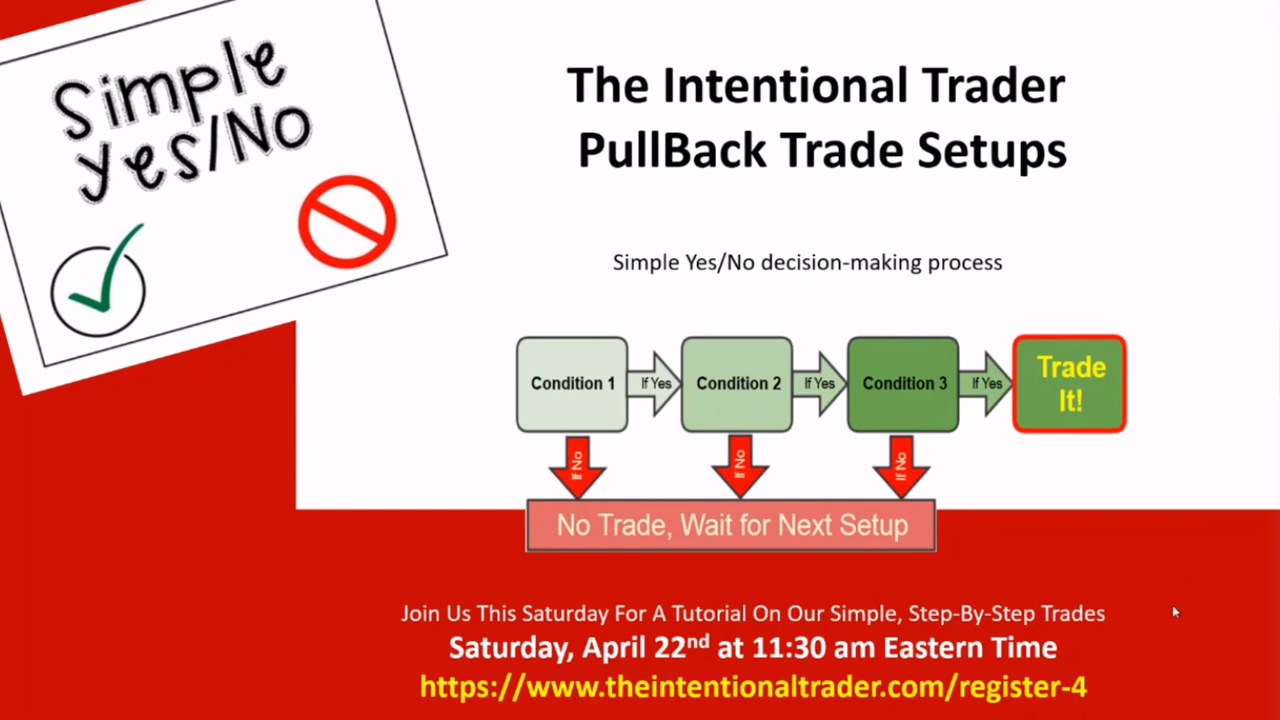 Simple
Yes/No
The Intentional Trader
PullBack Trade Setups
Simple Yes/No decision-making process
Condition 1
If Yes
Condition 2
If Yes
Condition 3
If Yes
Trade
It!
If No
If No
If No
No Trade, Wait for Next Setup
Join Us This Saturday For A Tutorial On Our Simple, Step-By-Step Trades
Saturday, April 22nd at 11:30 am Eastern Time
https://www.theintentionaltrader.com/register-4